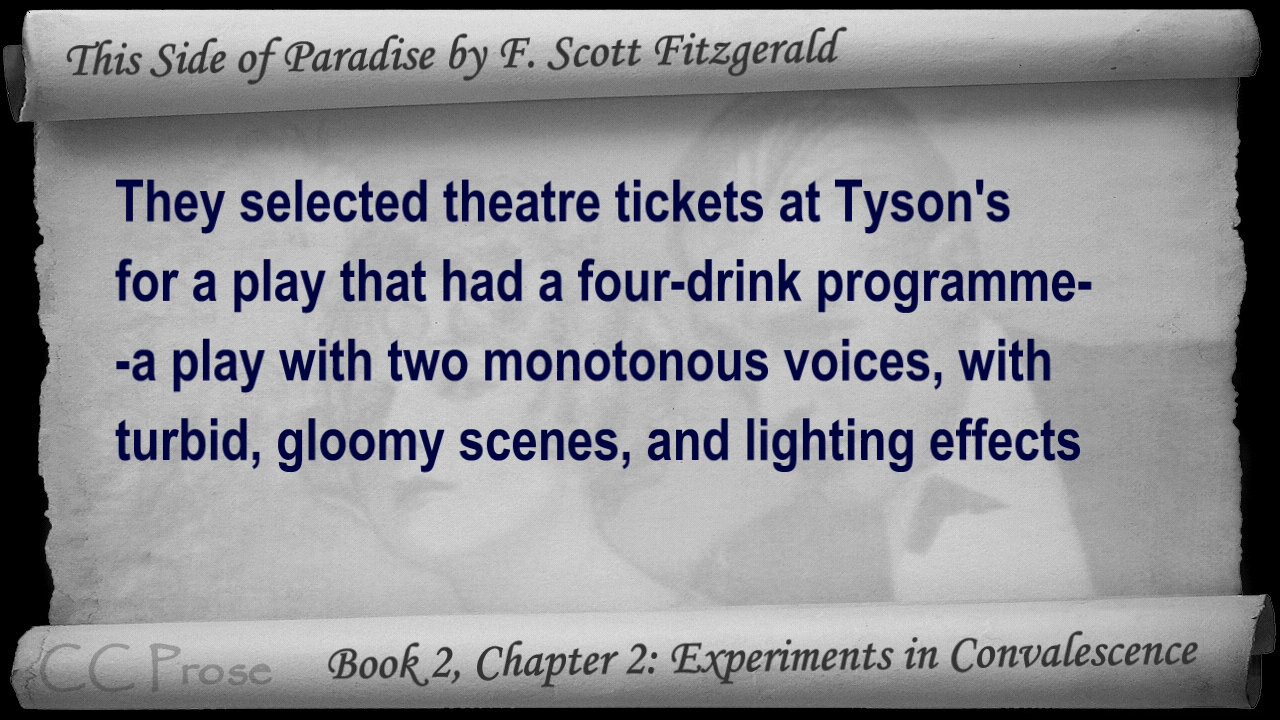 This Side of Paradise by F. Scott Fitzgerald
They selected theatre tickets at Tyson's
for a play that had a four-drink programme-
-a play with two monotonous voices, with
turbid, gloomy scenes, and lighting effects
CC Prose
Book 2, Chapter 2: Experiments in Convalescence